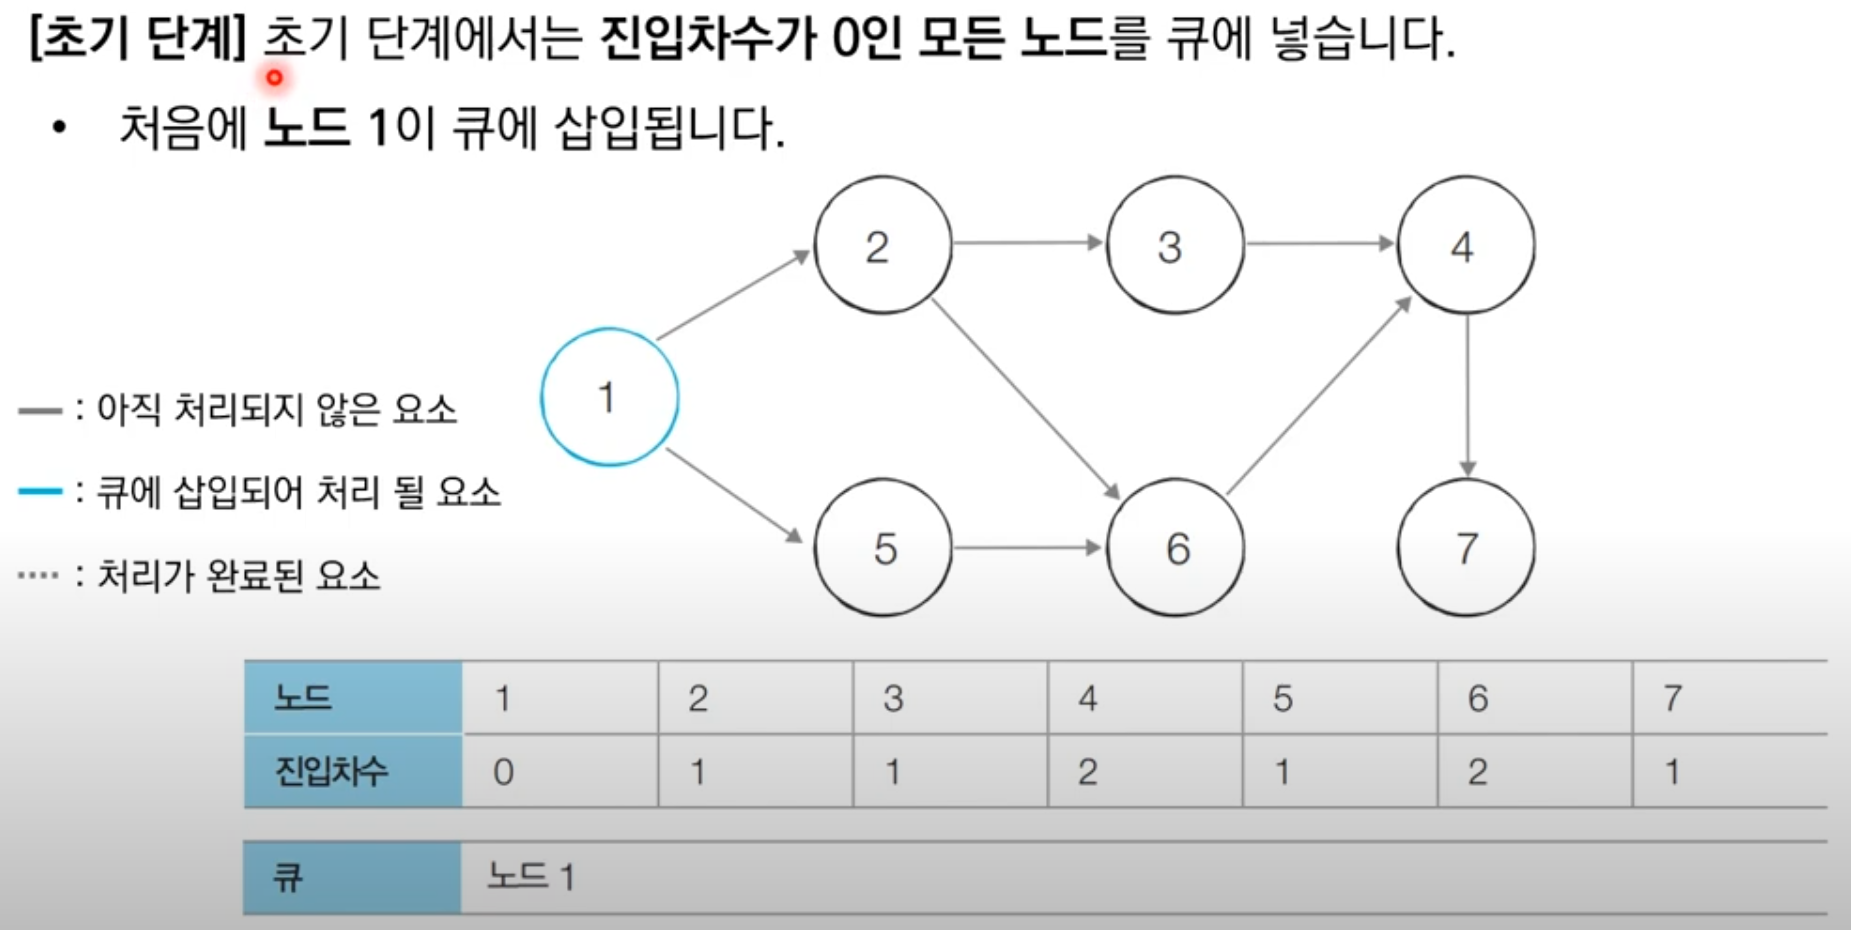 [초기 단계] 초기 단계에서는 진입차수가 0인 모든 노드를 큐에 넣습니다.
• 처음에 노드 1이 큐에 삽입됩니다.
2 3 4
1
: 아직 처리되지 않은 요소
: 큐에 삽입되어 처리 될 요소
5 6 7
: 처리가 완료된 요소
노드 1 2 3 4 5 6 7
진입차수 0 1 1 2 1 2 1
큐 노드 1